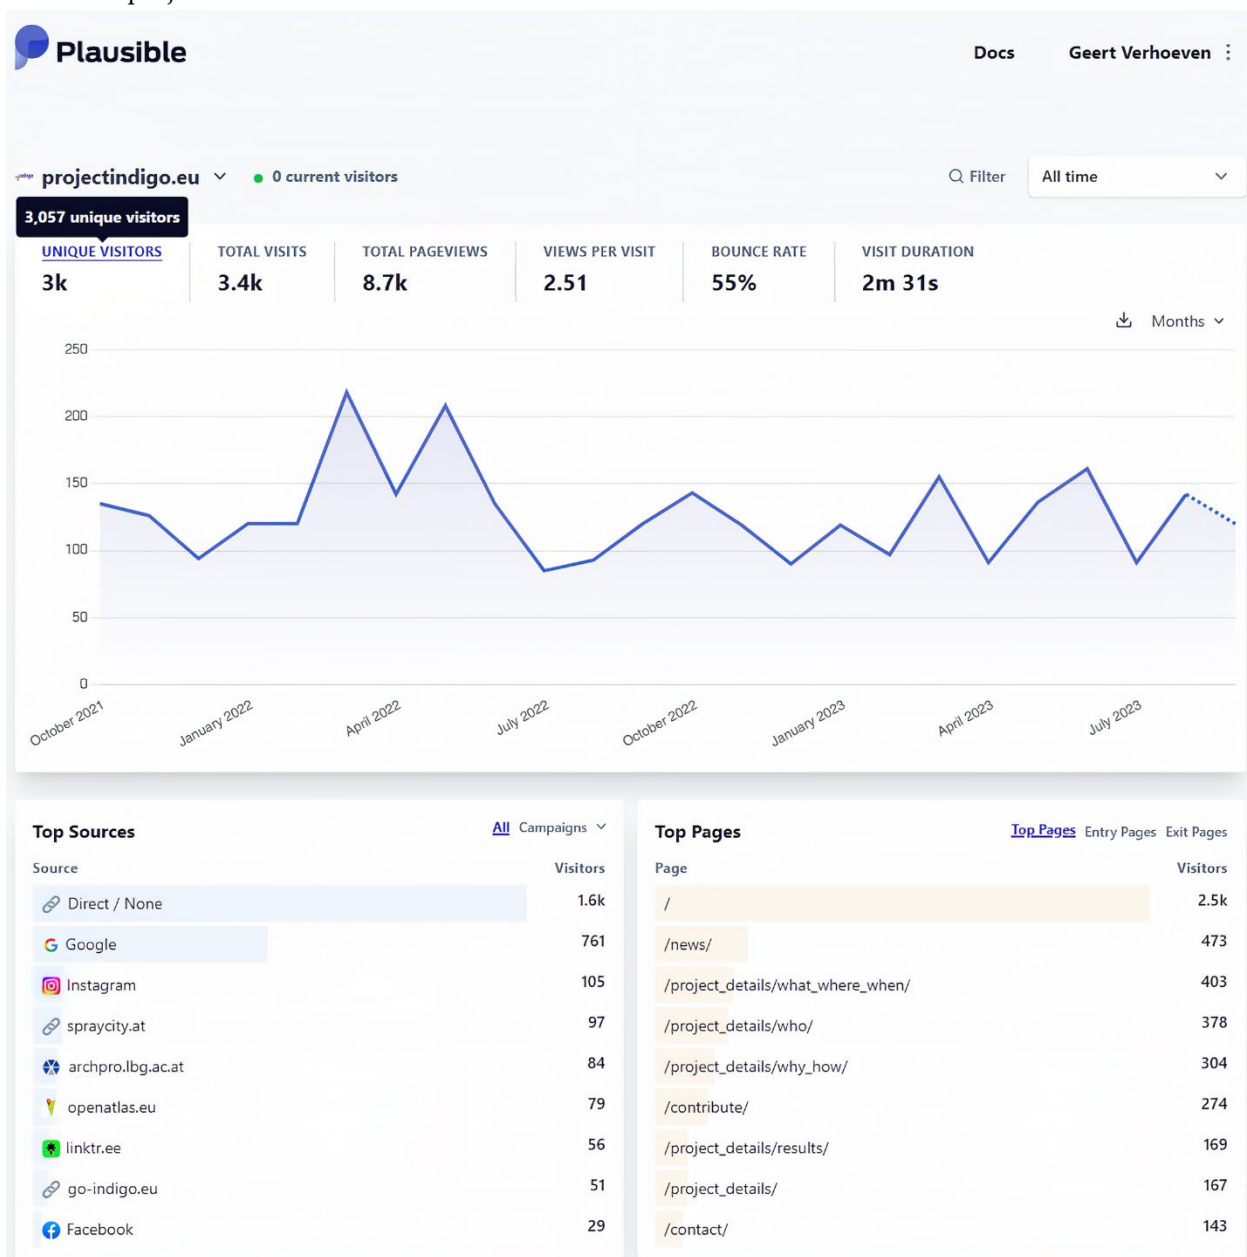 Plausible
Docs Geert Verhoeven
projectindigo.eu 0 current visitors Filter All time
3,057 unique visitors
UNIQUE VISITORS TOTAL VISITS TOTAL PAGEVIEWS VIEWS PER VISIT BOUNCE RATE VISIT DURATION
3k 3.4k 8.7k 2.51 55% 2m 31s
Months
250
200
150
100
50
0
October 2021 January 2022 April 2022 July 2022 October 2022 January 2023 April 2023 July 2023
Top Sources All Campaigns
Source Visitors
Direct / None 1.6k
Google 761
Instagram 105
spraycity.at 97
archpro.lbg.ac.at 84
openatlas.eu 79
linktr.ee 56
go-indigo.eu 51
Facebook 29
Top Pages Top Pages Entry Pages Exit Pages
Page Visitors
/ 2.5k
/news/ 473
/project_details/what_where_when/ 403
/project_details/who/ 378
/project_details/why_how/ 304
/contribute/ 274
/project_details/results/ 169
/project_details/ 167
/contact/ 143